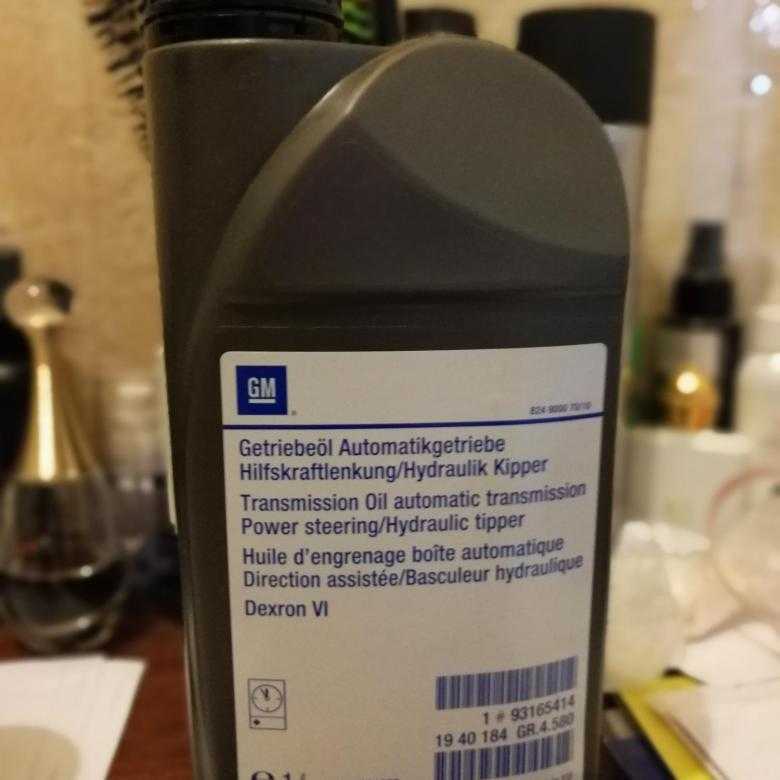 GM
Getriebeöl Automatikgetriebe
Hilfskraftlenkung/Hydraulik Kipper
Transmission Oil automatic transmission
Power steering/Hydraulic tipper
Huile d'engrenage boîte automatique
Direction assistée/Basculeur hydraulique
Dexron VI
1 # 93165414
19 40 184 GR.4.580